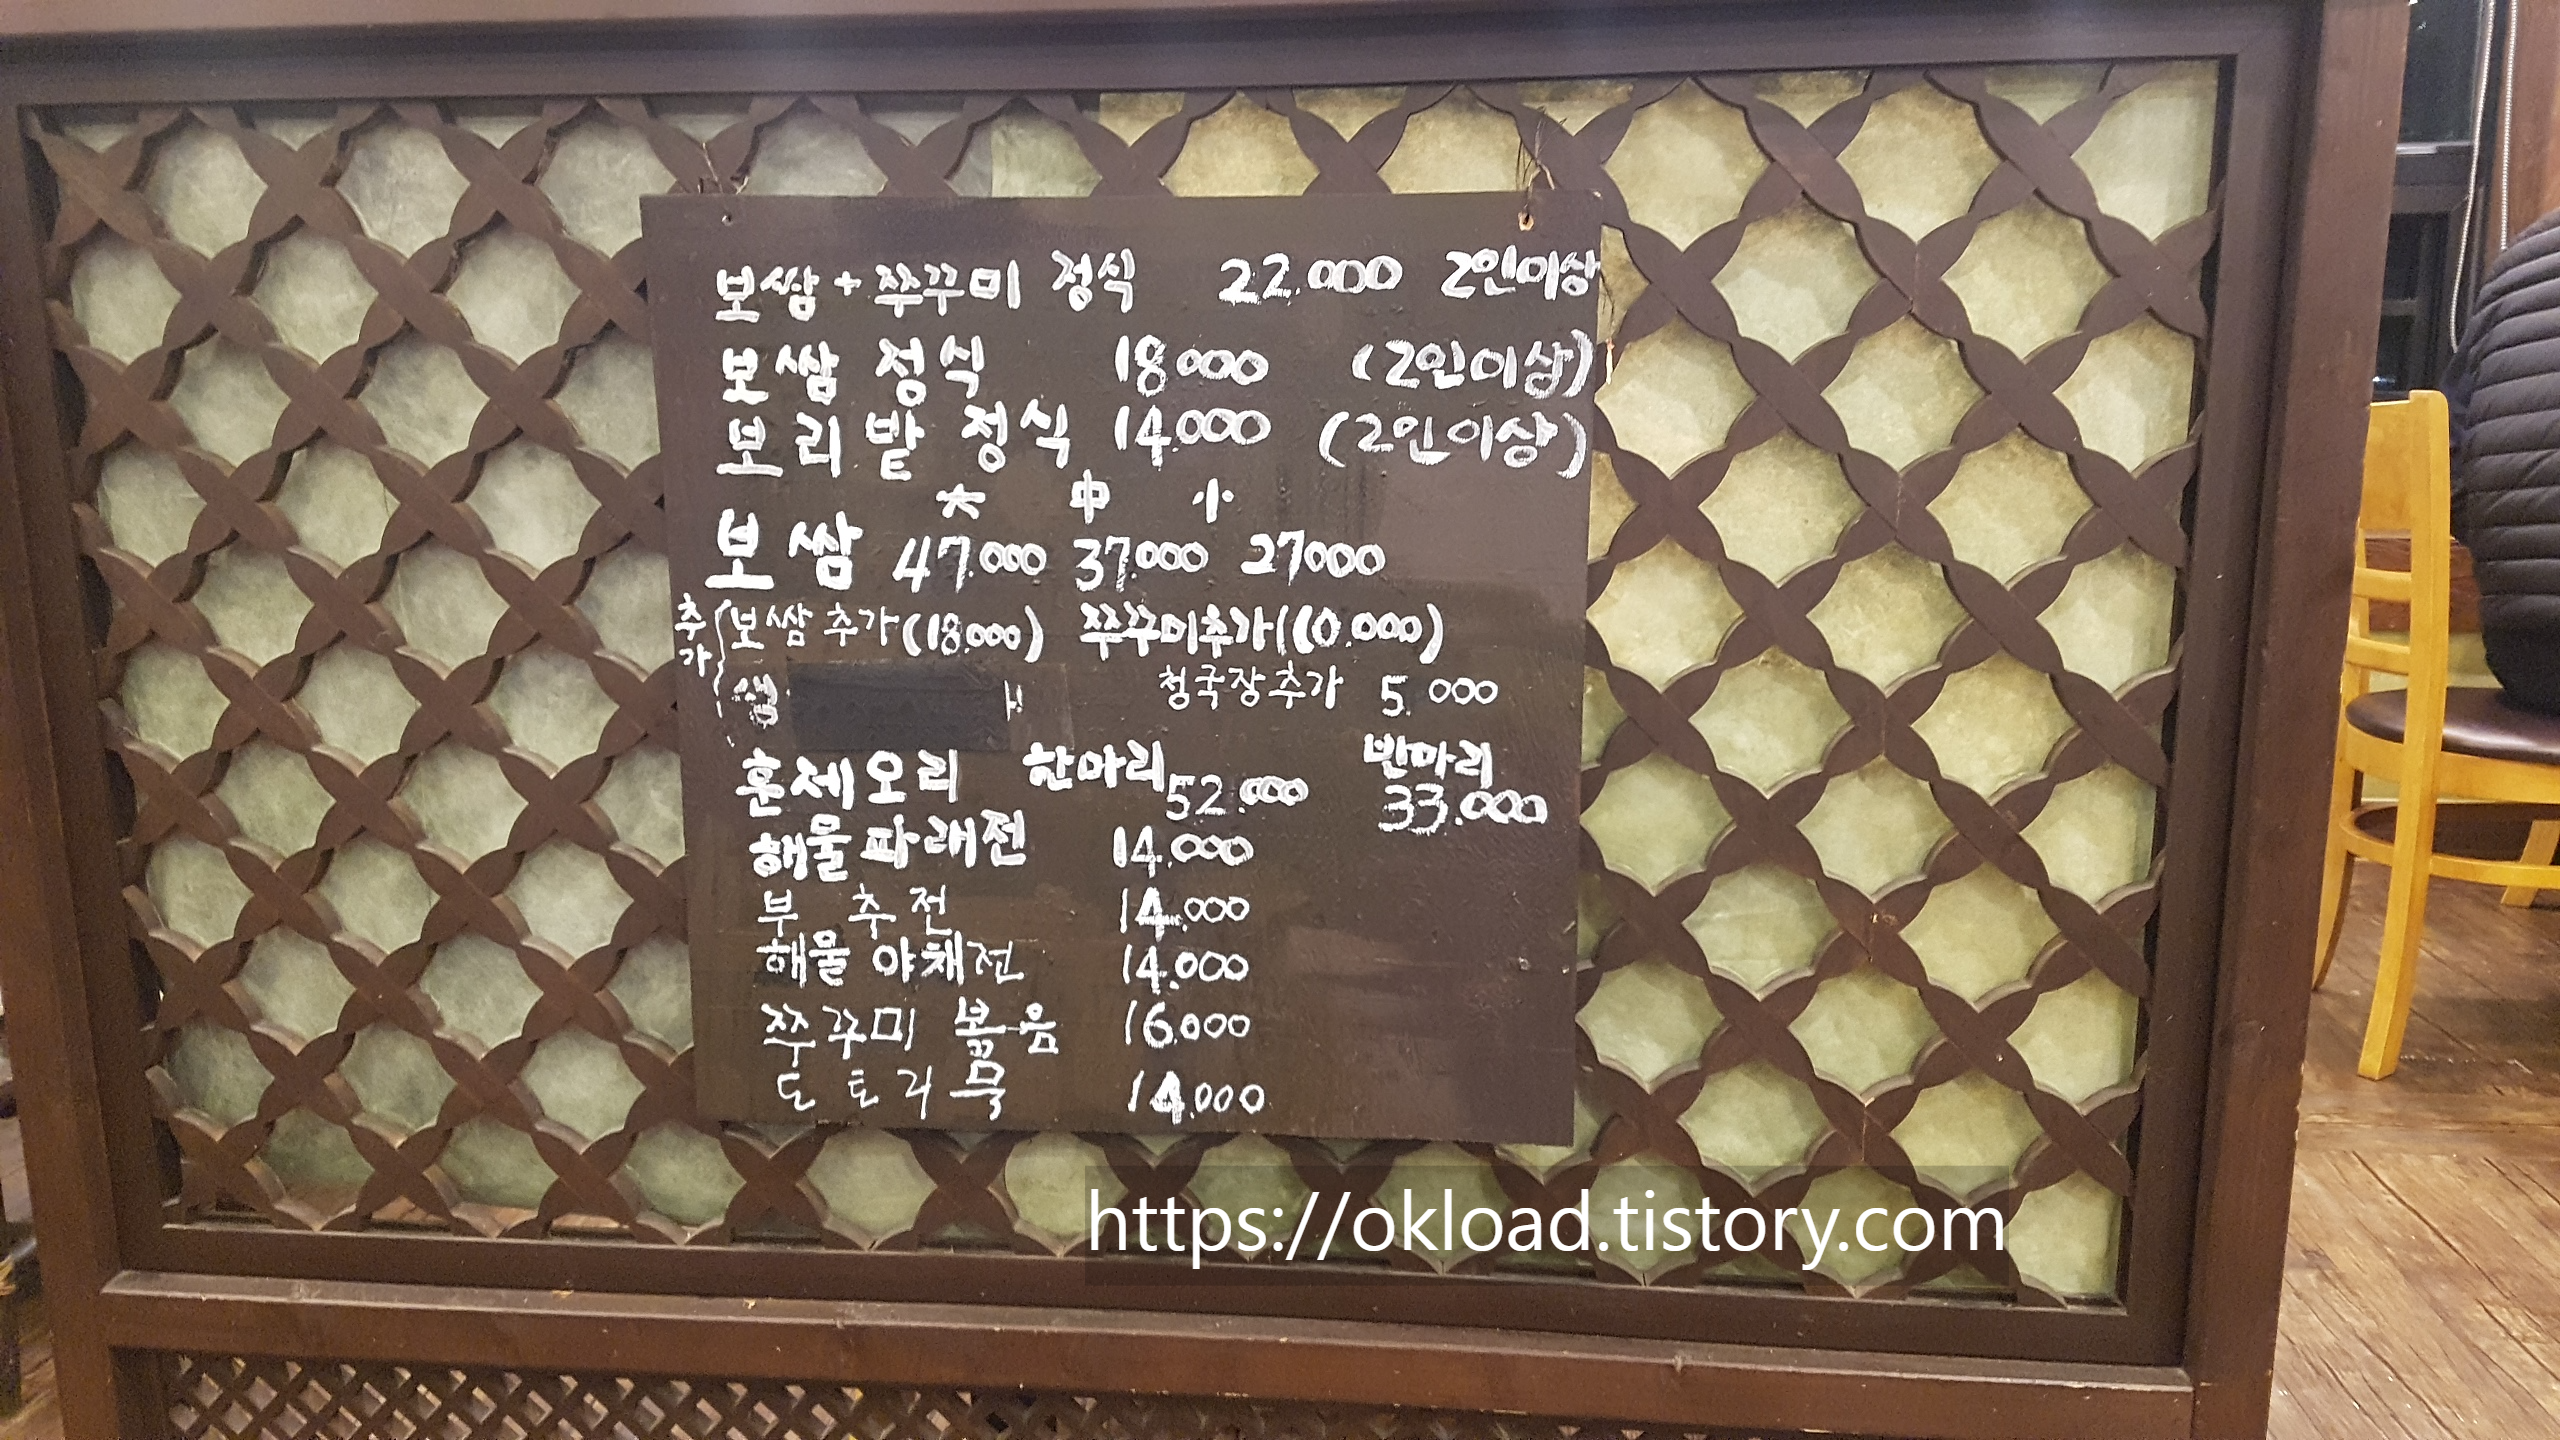 보쌈+쭈꾸미 정식 22.000 2인이상
보쌈 정식 18.000 (2인이상)
보리밭 정식 14.000 (2인이상)
大 中 小
보쌈 47.000 37.000 27000
추가 보쌈 추가(18.000) 쭈꾸미추가(10.000)
청국장추가 5.000
훈제오리 한마리 52.000 반마리 33.000
해물파래전 14.000
부추전 14.000
해물 야채전 14.000
쭈꾸미 볶음 16.000
도토리묵 14.000
https://okload.tistory.com